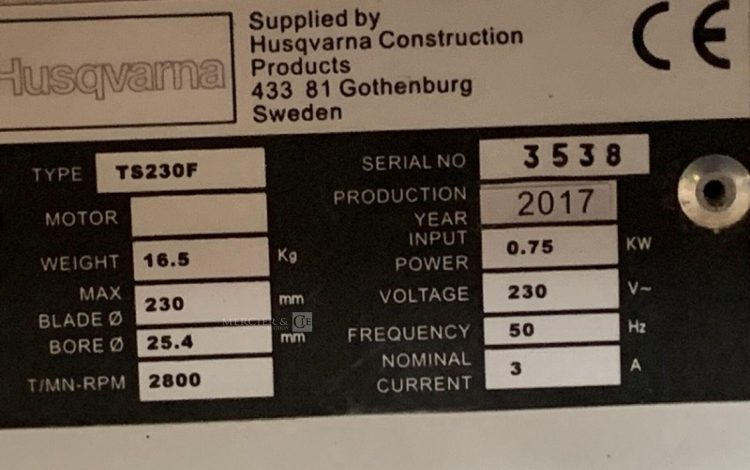 Husqvarna
Supplied by
Husqvarna Construction
Products
433 81 Gothenburg
Sweden
CE
TYPE TS230F
MOTOR
WEIGHT 16.5 Kg
MAX
BLADE Ø 230 mm
BORE Ø 25.4 mm
T/MN-RPM 2800
SERIAL NO 3538
PRODUCTION
YEAR 2017
INPUT
POWER 0.75 KW
VOLTAGE 230 V~
FREQUENCY 50 Hz
NOMINAL
CURRENT 3 A
MERCIER & CIE